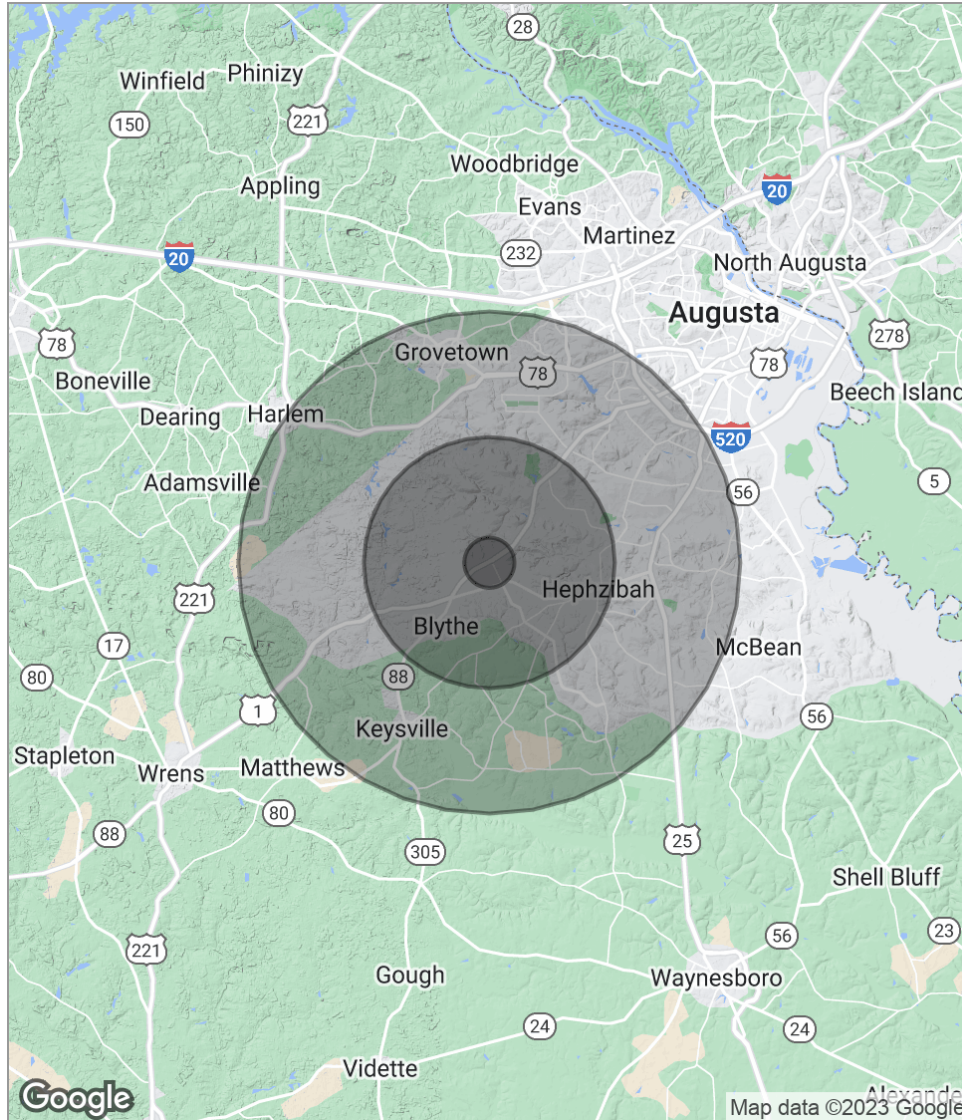 28
Winfield
Phinizy
150
221
Woodbridge
Appling
20
Evans
Martinez
232
20
North Augusta
Augusta
278
78
Grovetown
78
78
Boneville
Beech Island
Dearing
Harlem
520
Adamsville
5
56
221
Hephzibah
Blythe
17
McBean
80
88
1
56
Keysville
Stapleton
Matthews
Wrens
80
88
25
305
Shell Bluff
221
56
23
Gough
Waynesboro
24
24
Vidette
Google
Alexande
Map data ©2023 Google